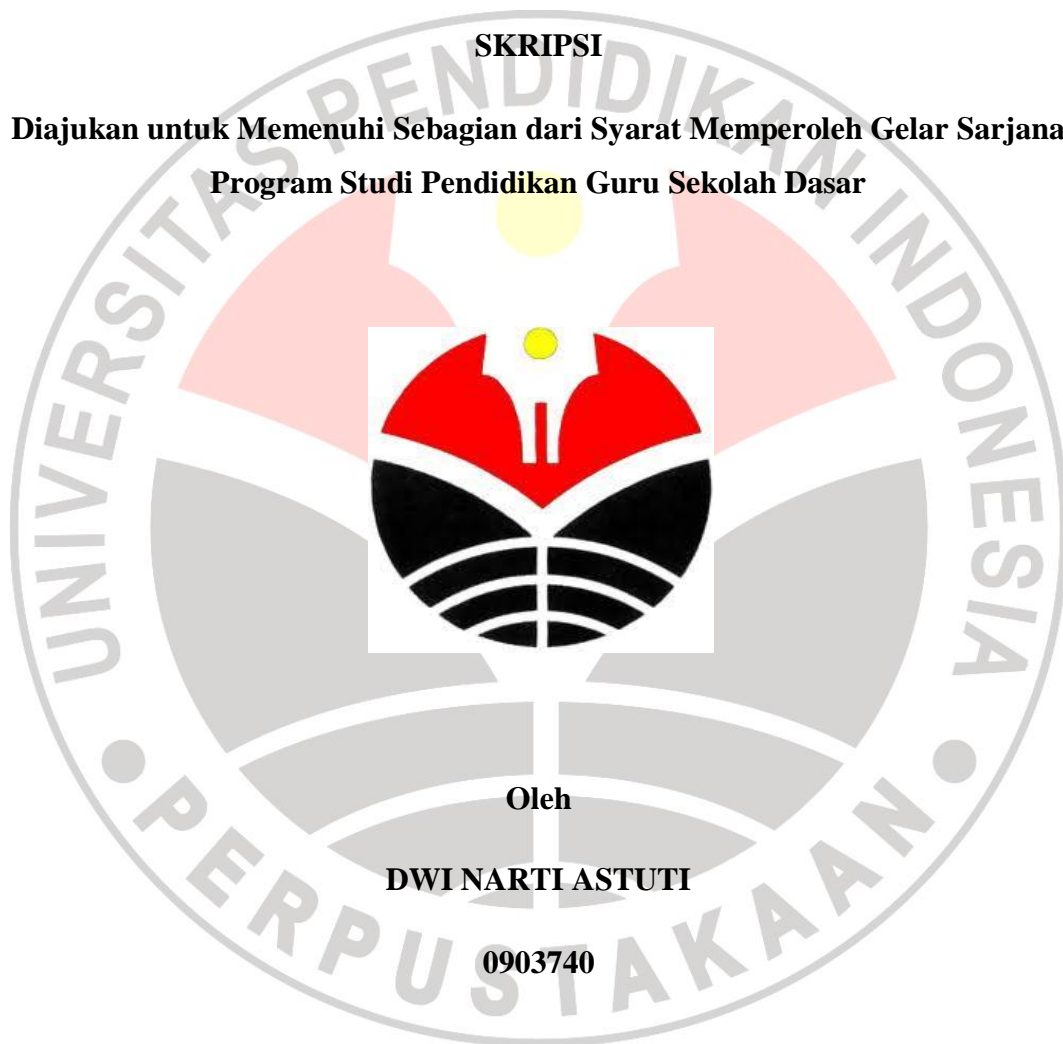 SKRIPSI
Diajukan untuk Memenuhi Sebagian dari Syarat Memperoleh Gelar Sarjana
Program Studi Pendidikan Guru Sekolah Dasar
UNIVERSITAS PENDIDIKAN INDONESIA
Oleh
DWI NARTI ASTUTI
0903740
PERPUSTAKAAN